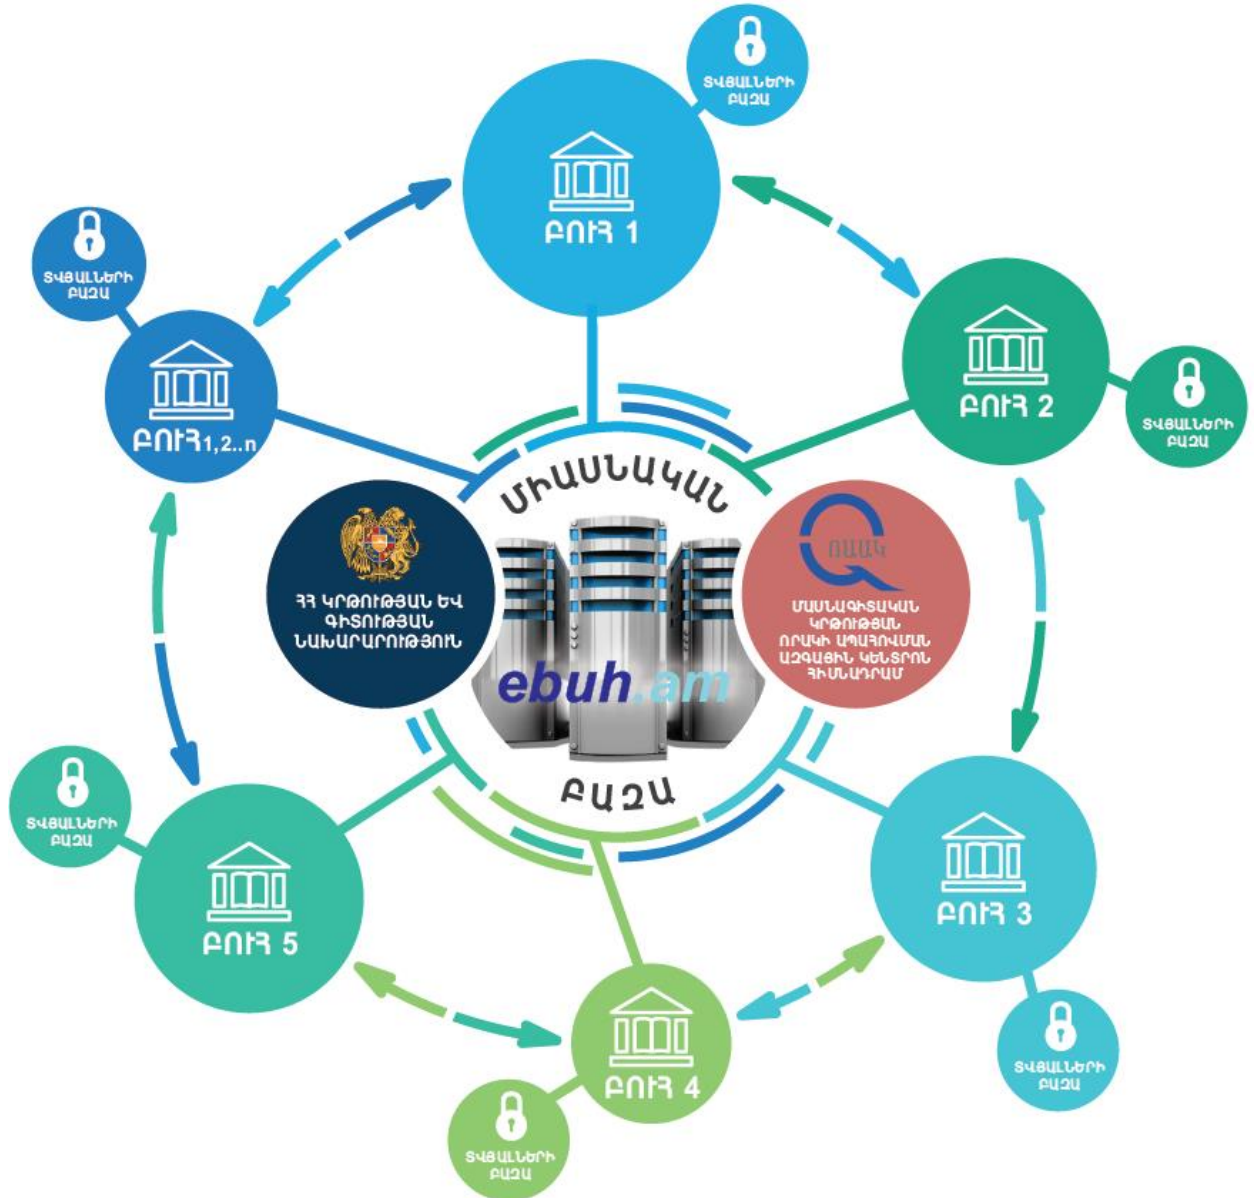 ՏՎՅԱԼՆԵՐԻ
ԲԱԶԱ
ԲՈՒՀ 1
ՏՎՅԱԼՆԵՐԻ
ԲԱԶԱ
ԲՈՒՀ1,2..n
ԲՈՒՀ 2
ՏՎՅԱԼՆԵՐԻ
ԲԱԶԱ
ՄԻԱՍՆԱԿԱՆ
ՀՀ ԿՐԹՈՒԹՅԱՆ ԵՎ
ԳԻՏՈՒԹՅԱՆ
ՆԱԽԱՐԱՐՈՒԹՅՈՒՆ
ebuh.am
ՈԱԱԿ
ՄԱՍՆԱԳԻՏԱԿԱՆ
ԿՐԹՈՒԹՅԱՆ
ՈՐԱԿԻ ԱՊԱՀՈՎՄԱՆ
ԱԶԳԱՅԻՆ ԿԵՆՏՐՈՆ
ՀԻՄՆԱԴՐԱՄ
ԲԱԶԱ
ՏՎՅԱԼՆԵՐԻ
ԲԱԶԱ
ԲՈՒՀ 5
ԲՈՒՀ 3
ՏՎՅԱԼՆԵՐԻ
ԲԱԶԱ
ԲՈՒՀ 4
ՏՎՅԱԼՆԵՐԻ
ԲԱԶԱ